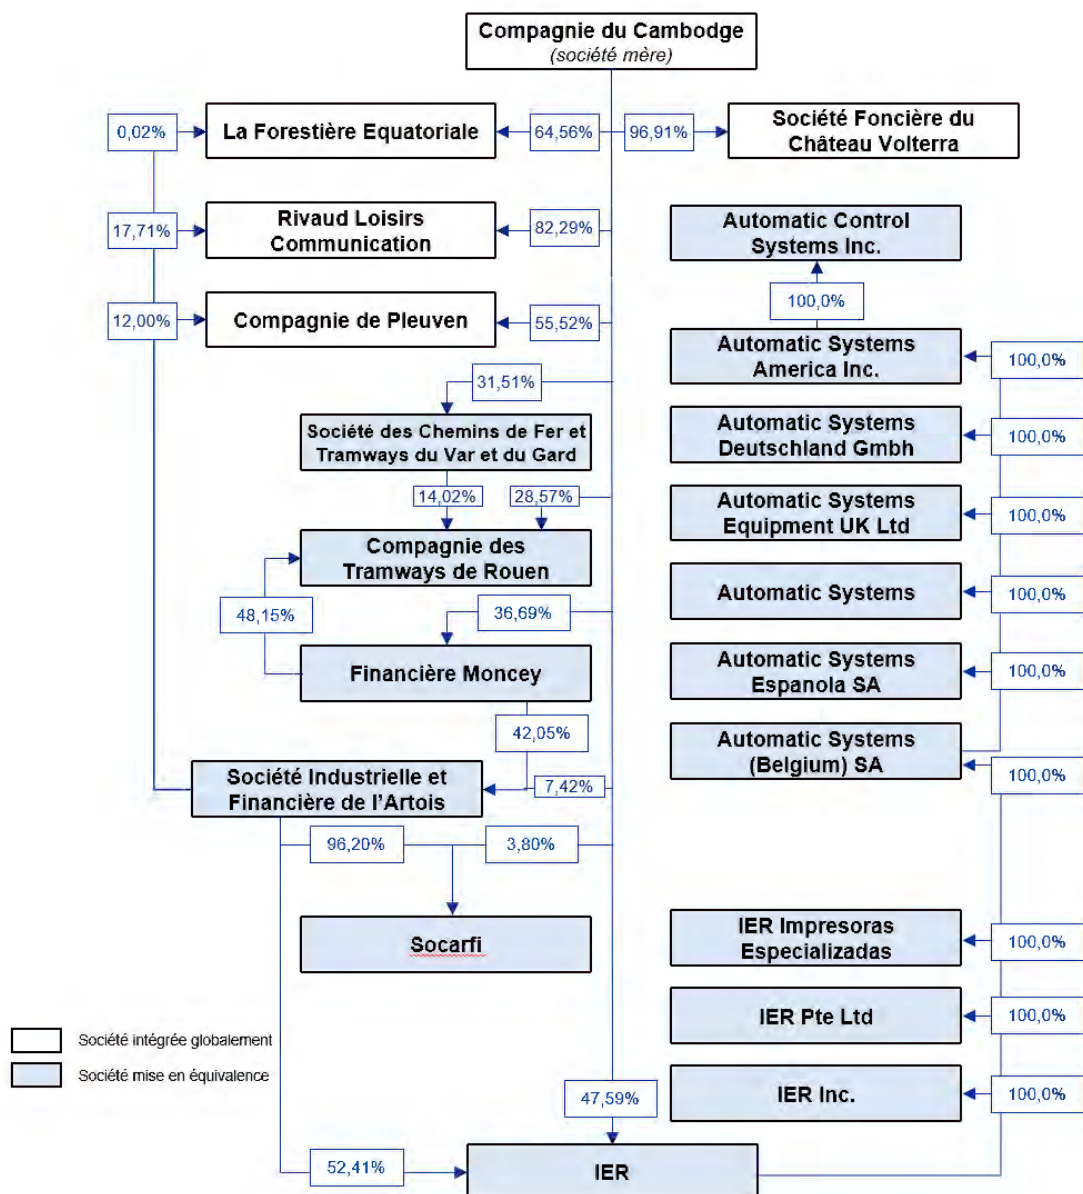 Compagnie du Cambodge
(société mère)
0,02%
La Forestière Equatoriale
64,56%
96,91%
Société Foncière du
Château Volterra
17,71%
Rivaud Loisirs
Communication
82,29%
Automatic Control
Systems Inc.
100,0%
12,00%
Compagnie de Pleuven
55,52%
Automatic Systems
America Inc.
100,0%
31,51%
Société des Chemins de Fer et
Tramways du Var et du Gard
Automatic Systems
Deutschland Gmbh
100,0%
14,02%
28,57%
Automatic Systems
Equipment UK Ltd
100,0%
Compagnie des
Tramways de Rouen
48,15%
36,69%
Automatic Systems
100,0%
Financière Moncey
Automatic Systems
Espanola SA
100,0%
42,05%
Automatic Systems
(Belgium) SA
100,0%
Société Industrielle et
Financière de l'Artois
7,42%
96,20%
3,80%
Socarfi
IER Impresoras
Especializadas
100,0%
IER Pte Ltd
100,0%
IER Inc.
100,0%
Société intégrée globalement
Société mise en équivalence
47,59%
52,41%
IER